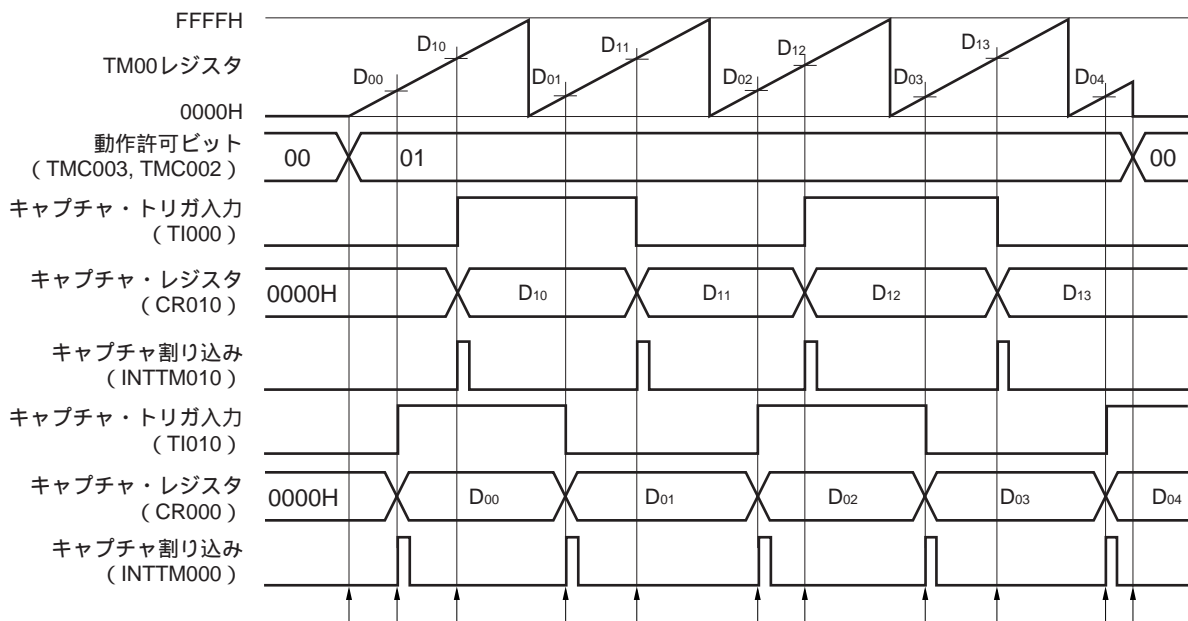 FFFFH
D10 D11 D12 D13
TM00レジスタ
D00 D01 D02 D03 D04
0000H
動作許可ビット
（TMC003, TMC002） 00 01 00
キャプチャ・トリガ入力
（TI000）
キャプチャ・レジスタ
（CR010） 0000H D10 D11 D12 D13
キャプチャ割り込み
（INTTM010）
キャプチャ・トリガ入力
（TI010）
キャプチャ・レジスタ
（CR000） 0000H D00 D01 D02 D03 D04
キャプチャ割り込み
（INTTM000）